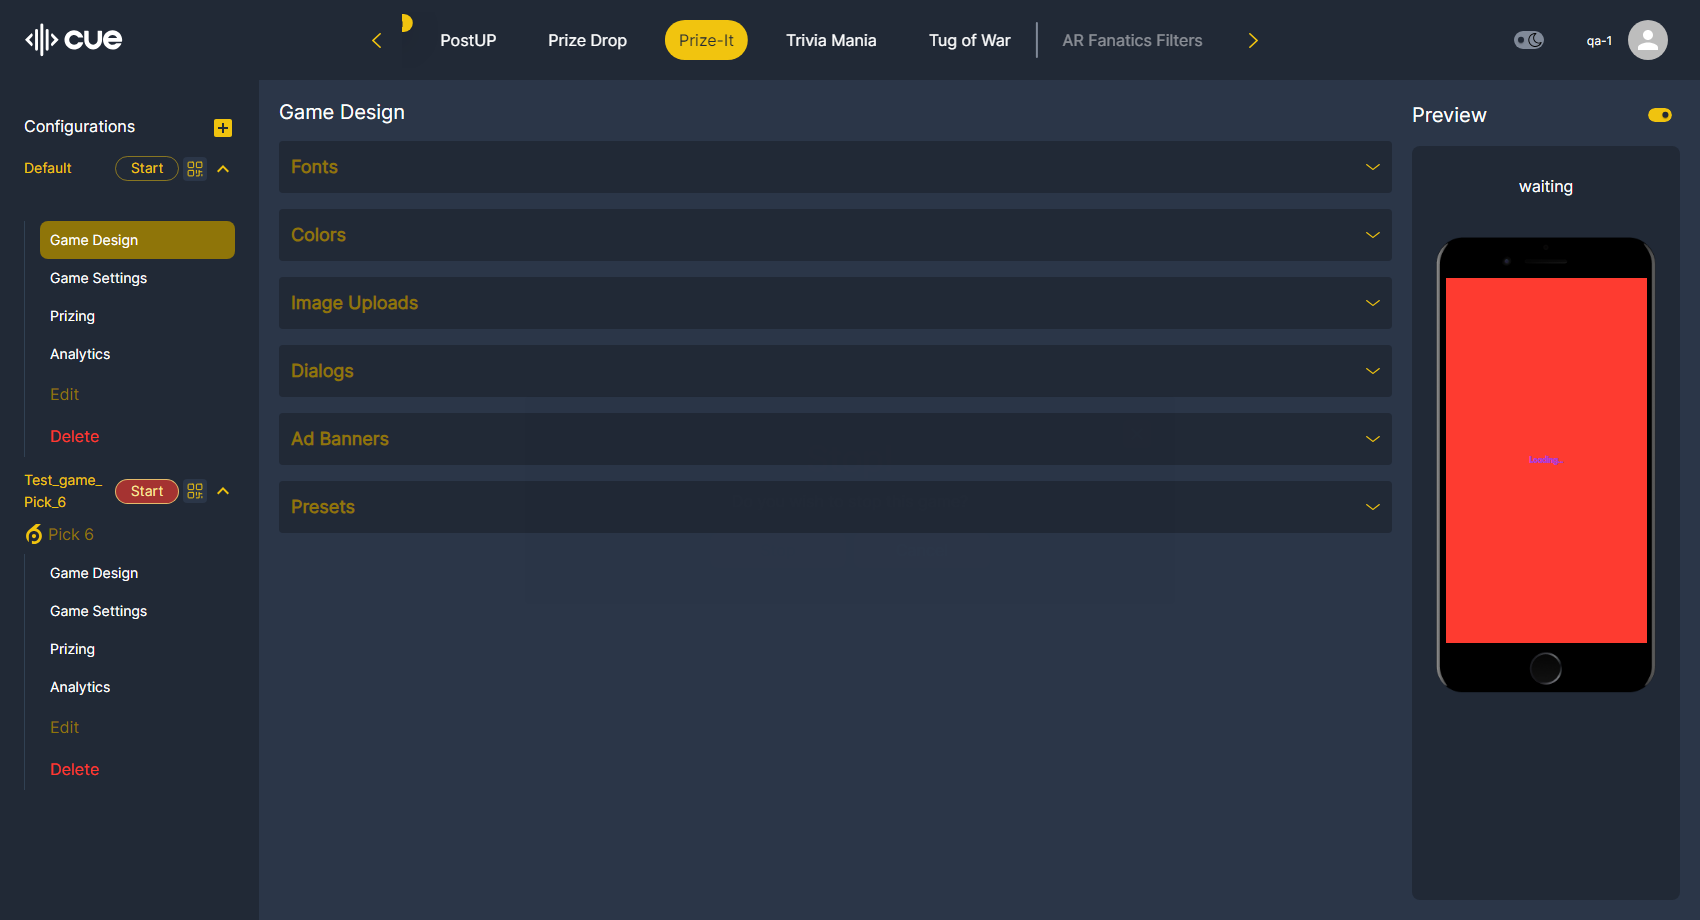 cue
PostUP
Prize Drop
Prize-It
Trivia Mania
Tug of War
AR Fanatics Filters
qa-1
Configurations
Default
Start
Game Design
Game Settings
Prizing
Analytics
Edit
Delete
Test_game_
Pick_6
Start
Pick 6
Game Design
Game Settings
Prizing
Analytics
Edit
Delete
Game Design
Fonts
Colors
Image Uploads
Dialogs
Ad Banners
Presets
Preview
waiting
Loading...